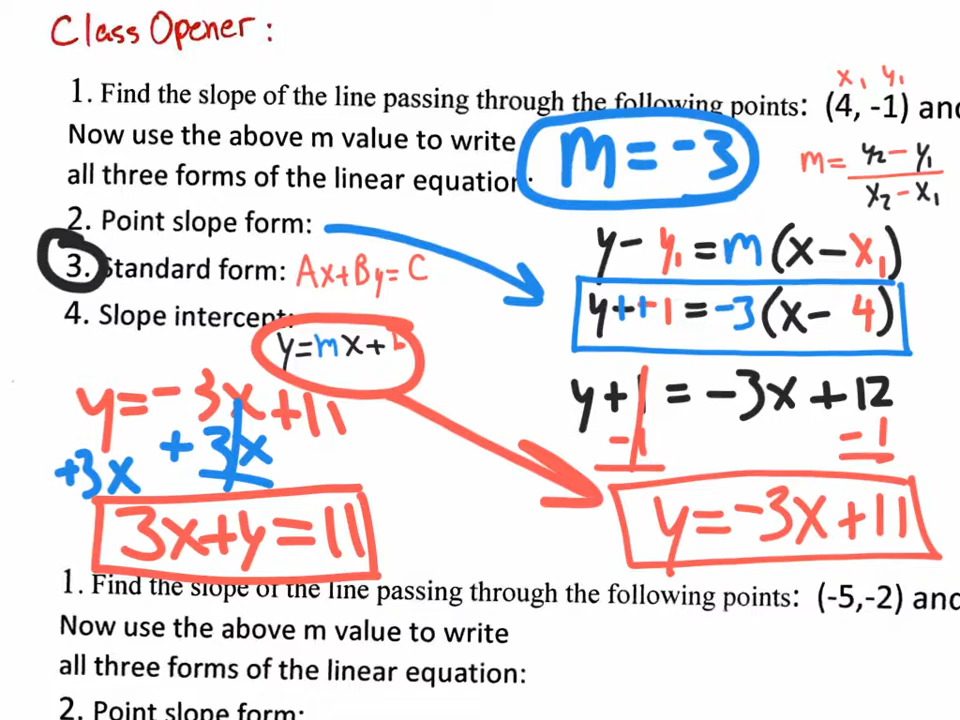 Class Opener:
1. Find the slope of the line passing through the following points: (4, -1) and
x₁ y₁
Now use the above m value to write
all three forms of the linear equation:
m = -3
m = y₂ - y₁ / x₂ - x₁
2. Point slope form:
y - y₁ = m(x - x₁)
3. Standard form: Ax + By = C
y + +1 = -3(x - 4)
4. Slope intercept:
y = mx +
y + 1 = -3x + 12
-1 -1
y = -3x + 11
y = -3x + 11
+3x +3x
3x + y = 11
1. Find the slope of the line passing through the following points: (-5,-2) and
Now use the above m value to write
all three forms of the linear equation:
2. Point slope form: